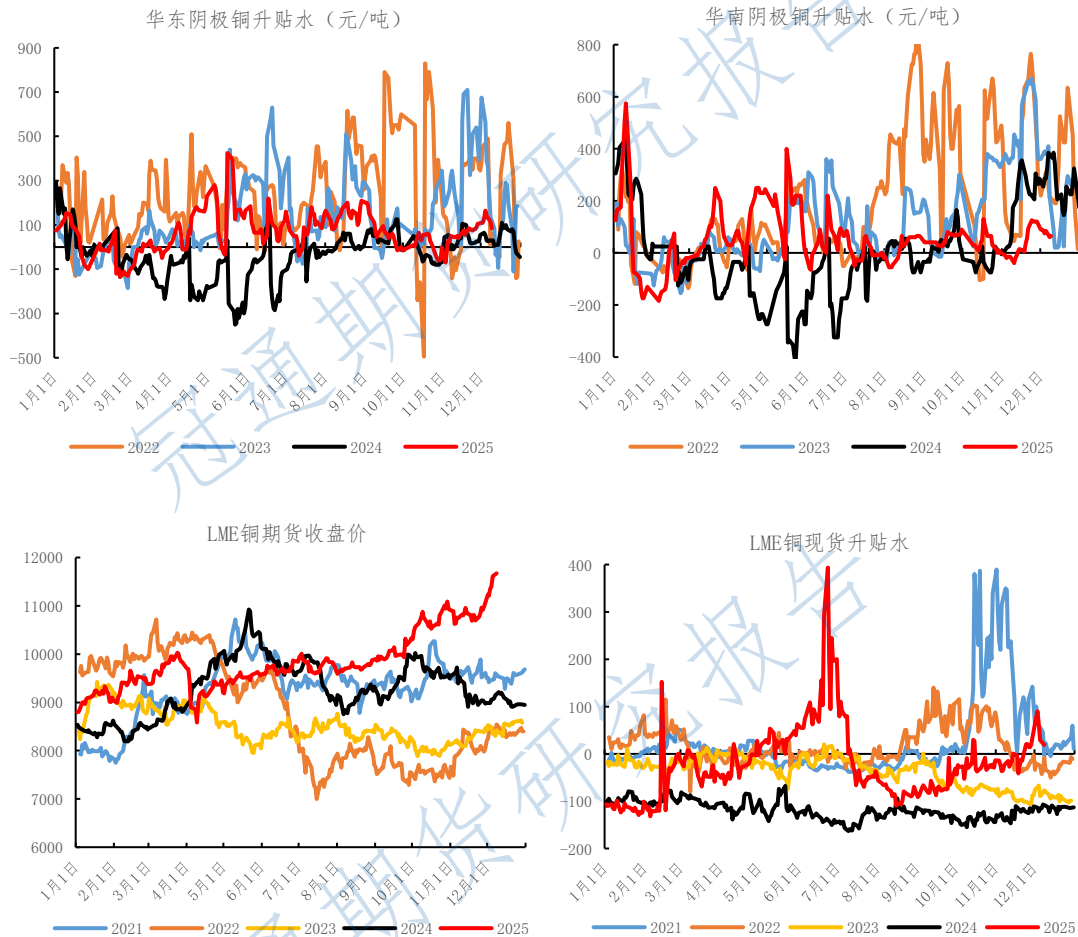 华东阴极铜升贴水（元/吨）
900
700
500
300
100
-100
-300
-500
1月1日
2月1日
3月1日
4月1日
5月1日
6月1日
7月1日
8月1日
9月1日
10月1日
11月1日
12月1日
2022 2023 2024 2025
华南阴极铜升贴水（元/吨）
800
600
400
200
0
-200
-400
1月1日
2月1日
3月1日
4月1日
5月1日
6月1日
7月1日
8月1日
9月1日
10月1日
11月1日
12月1日
2022 2023 2024 2025
LME铜期货收盘价
12000
11000
10000
9000
8000
7000
6000
1月1日
2月1日
3月1日
4月1日
5月1日
6月1日
7月1日
8月1日
9月1日
10月1日
11月1日
12月1日
2021 2022 2023 2024 2025
LME铜现货升贴水
400
300
200
100
0
-100
-200
1月1日
2月1日
3月1日
4月1日
5月1日
6月1日
7月1日
8月1日
9月1日
10月1日
11月1日
12月1日
2021 2022 2023 2024 2025
冠通期货研究报告
期货研究报告